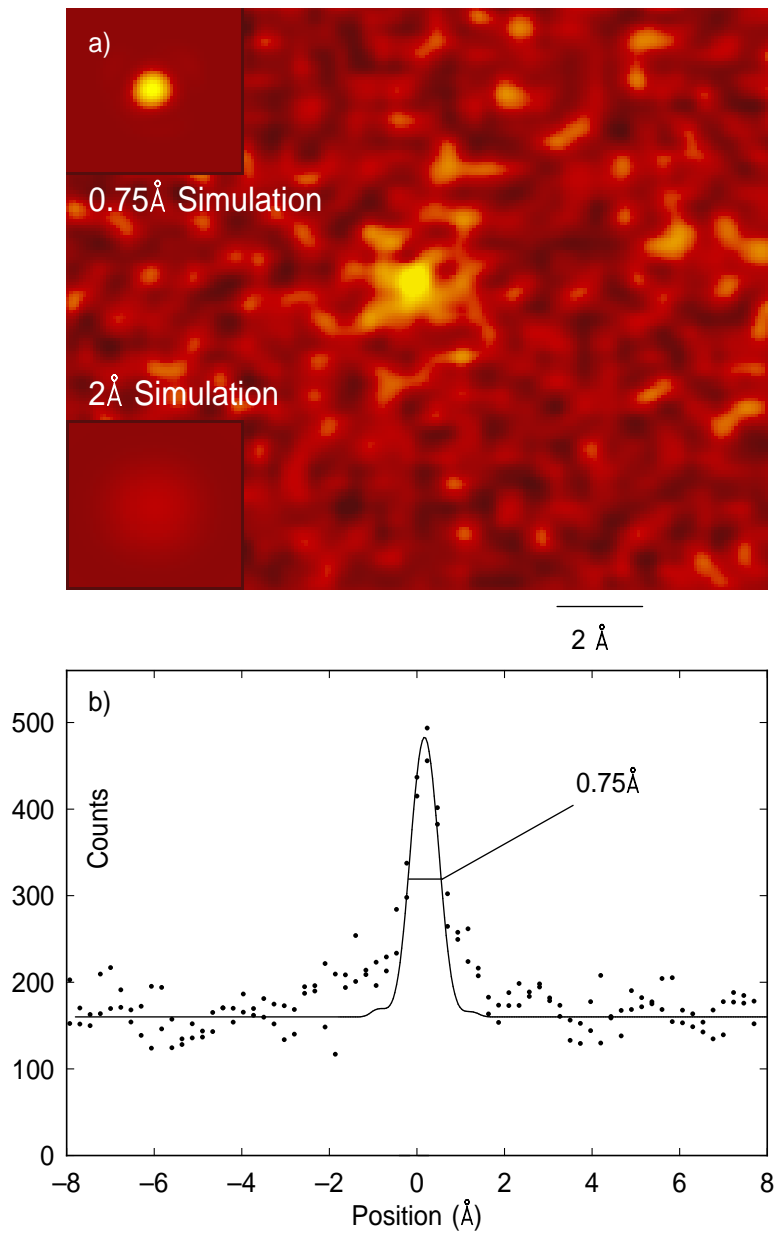 a)
0.75Å Simulation
2Å Simulation
2 Å
b)
500
400
300
200
100
0
Counts
0.75Å
–8 –6 –4 –2 0 2 4 6 8
Position (Å)